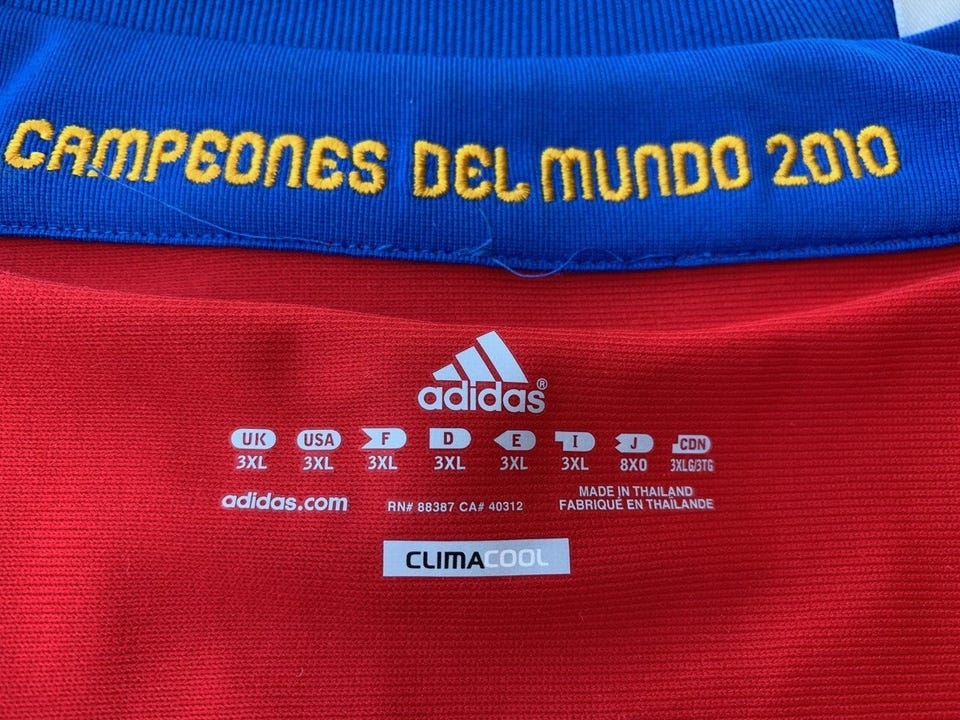 CAMPEONES DEL MUNDO 2010
adidas®
UK USA F D E I J CDN
3XL 3XL 3XL 3XL 3XL 3XL 8XO 3XLG/3TG
adidas.com RN# 88387 CA# 40312 MADE IN THAILAND
FABRIQUÉ EN THAÏLANDE
CLIMACOOL